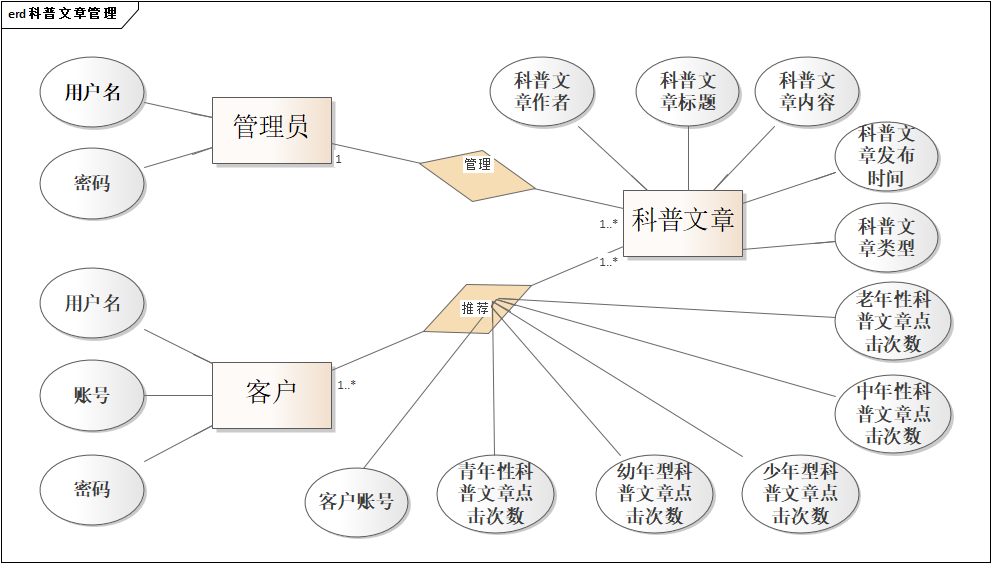 erd 科普文章管理
用户名
密码
管理员
1
管理
科普文
章作者
科普文
章标题
科普文
章内容
科普文
章发布
时间
科普文
章类型
科普文章
1..*
1..*
推荐
老年性科
普文章点
击次数
中年性科
普文章点
击次数
用户名
账号
密码
客户
1..*
客户账号
青年性科
普文章点
击次数
幼年型科
普文章点
击次数
少年型科
普文章点
击次数